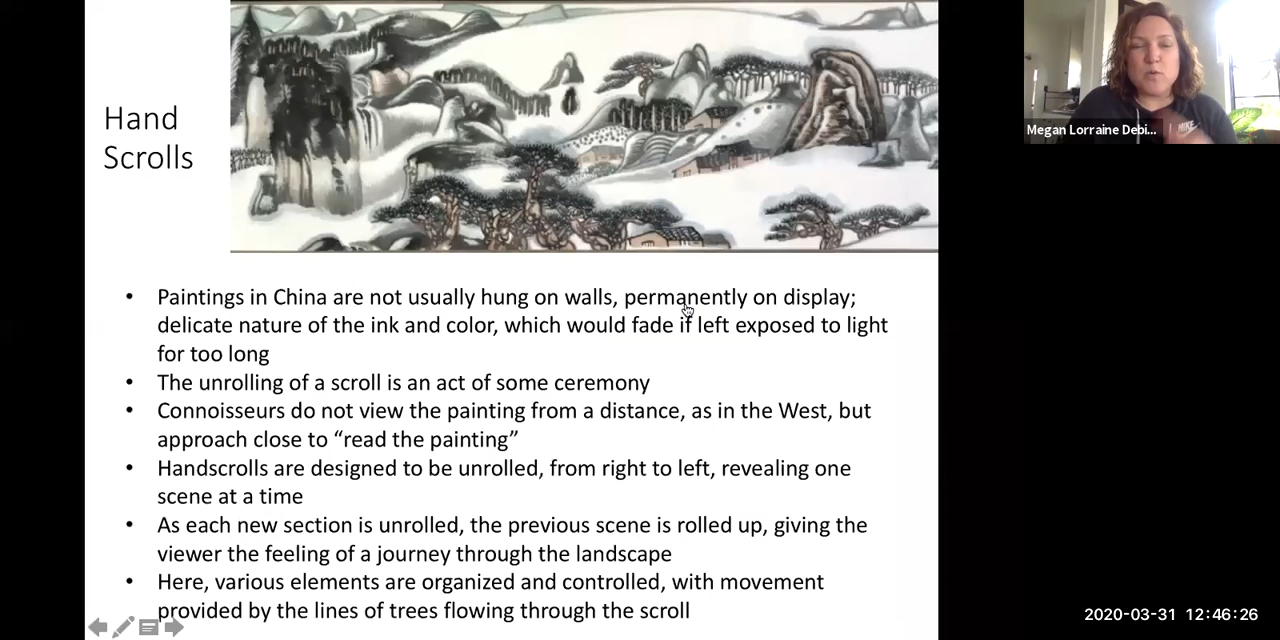 Hand
Scrolls
Megan Lorraine Debi...
NIKE
• Paintings in China are not usually hung on walls, permanently on display;
delicate nature of the ink and color, which would fade if left exposed to light
for too long
• The unrolling of a scroll is an act of some ceremony
• Connoisseurs do not view the painting from a distance, as in the West, but
approach close to “read the painting”
• Handscrolls are designed to be unrolled, from right to left, revealing one
scene at a time
• As each new section is unrolled, the previous scene is rolled up, giving the
viewer the feeling of a journey through the landscape
• Here, various elements are organized and controlled, with movement
provided by the lines of trees flowing through the scroll
2020-03-31 12:46:26